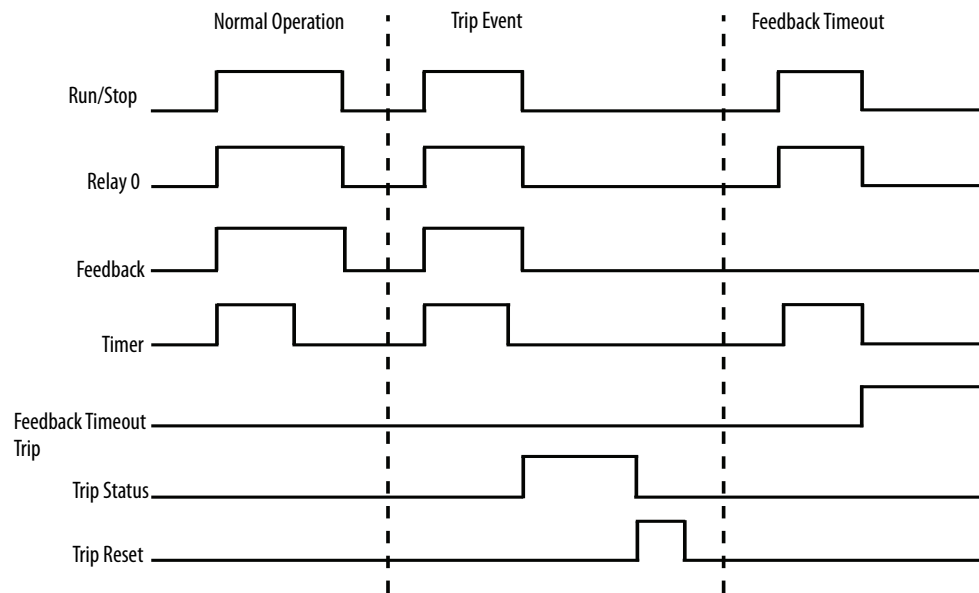 Normal Operation
Trip Event
Feedback Timeout
Run/Stop
Relay 0
Feedback
Timer
Feedback Timeout
Trip
Trip Status
Trip Reset